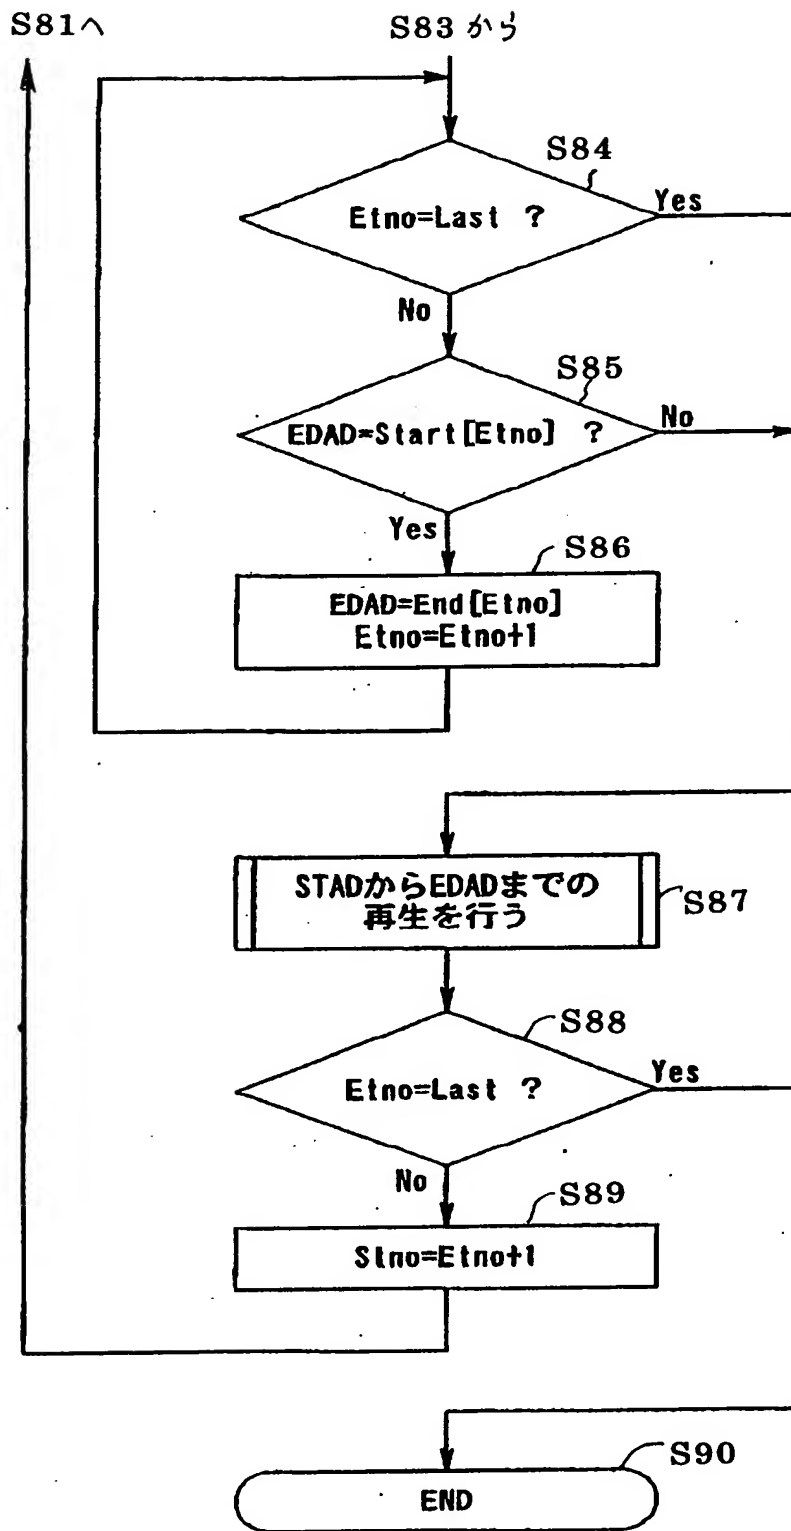 S81へ
S83から
S84
Etno=Last ?
Yes
No
S85
EDAD=Start[Etno] ?
No
Yes
S86
EDAD=End[Etno]
Etno=Etno+1
STADからEDADまでの
再生を行う
S87
S88
Etno=Last ?
Yes
No
S89
Stno=Etno+1
S90
END